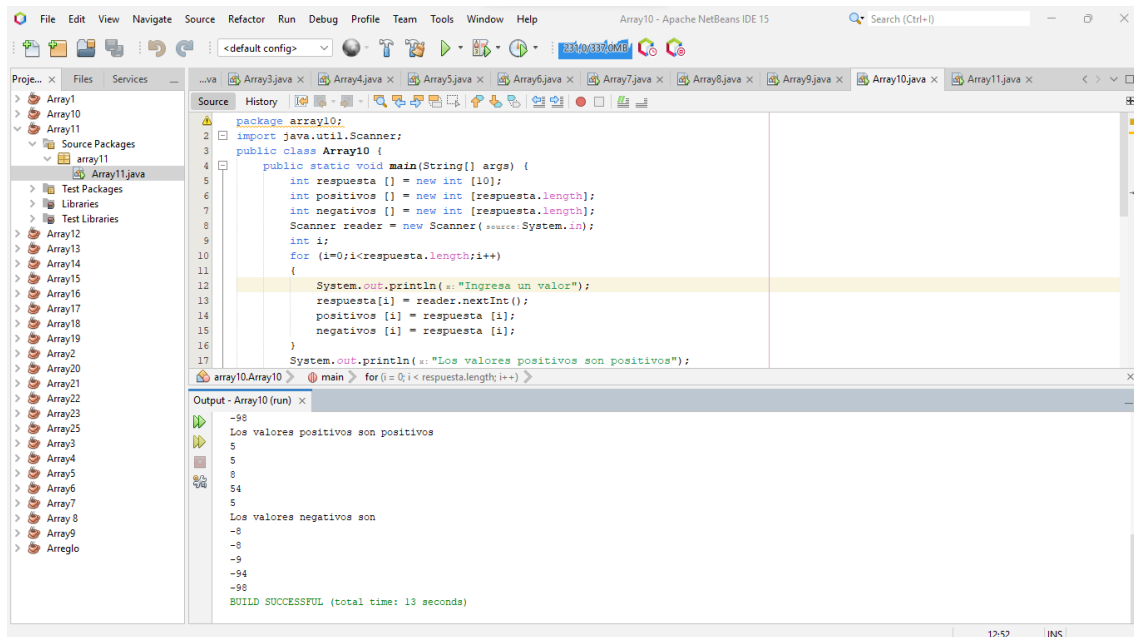 File Edit View Navigate Source Refactor Run Debug Profile Team Tools Window Help Array10 - Apache NetBeans IDE 15 Search (Ctrl+I)
<default config> 231,0/337,0MB
Proje... × Files Services
...va Array3.java × Array4.java × Array5.java × Array6.java × Array7.java × Array8.java × Array9.java × Array10.java × Array11.java ×
Array1
Array10
Array11
Source Packages
array11
Array11.java
Test Packages
Libraries
Test Libraries
Array12
Array13
Array14
Array15
Array16
Array17
Array18
Array19
Array2
Array20
Array21
Array22
Array23
Array25
Array3
Array4
Array5
Array6
Array7
Array 8
Array9
Arreglo
Source History
package array10;
2 import java.util.Scanner;
3 public class Array10 {
4 public static void main(String[] args) {
5 int respuesta [] = new int [10];
6 int positivos [] = new int [respuesta.length];
7 int negativos [] = new int [respuesta.length];
8 Scanner reader = new Scanner( source: System.in);
9 int i;
10 for (i=0;i<respuesta.length;i++)
11 {
12 System.out.println( x: "Ingresa un valor");
13 respuesta[i] = reader.nextInt();
14 positivos [i] = respuesta [i];
15 negativos [i] = respuesta [i];
16 }
17 System.out.println( x: "Los valores positivos son positivos");
array10.Array10 main for (i = 0; i < respuesta.length; i++)
Output - Array10 (run) ×
-98
Los valores positivos son positivos
5
5
8
54
5
Los valores negativos son
-8
-8
-9
-94
-98
BUILD SUCCESSFUL (total time: 13 seconds)
12:52 INS